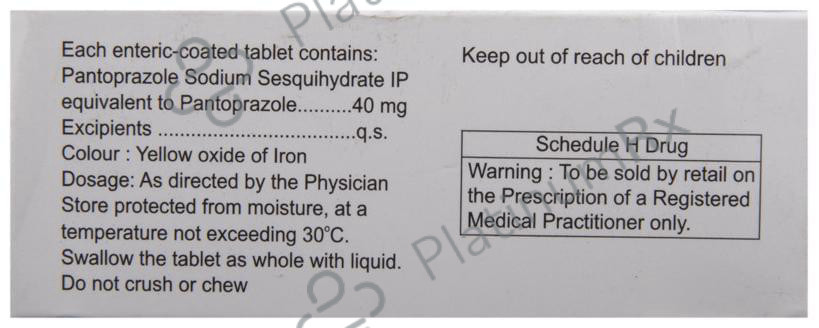 Each enteric-coated tablet contains:
Pantoprazole Sodium Sesquihydrate IP
equivalent to Pantoprazole..........40 mg
Excipients ....................................q.s.
Colour : Yellow oxide of Iron
Dosage: As directed by the Physician
Store protected from moisture, at a
temperature not exceeding 30°C.
Swallow the tablet as whole with liquid.
Do not crush or chew
Keep out of reach of children
Schedule H Drug
Warning : To be sold by retail on
the Prescription of a Registered
Medical Practitioner only.
PlatinumRx